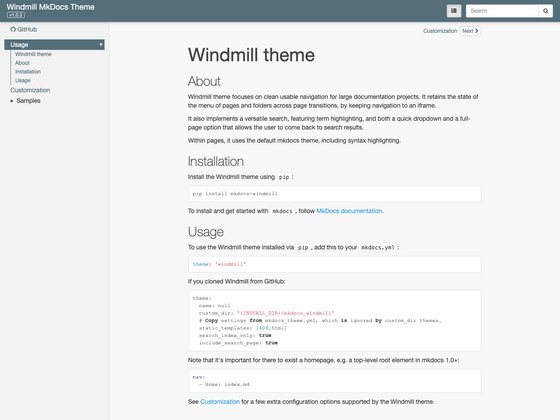 Windmill MkDocs Theme
v1.0.3
Search
GitHub
Usage
Windmill theme
About
Installation
Usage
Customization
Samples
Customization Next
Windmill theme
About
Windmill theme focuses on clean usable navigation for large documentation projects. It retains the state of
the menu of pages and folders across page transitions, by keeping navigation to an iframe.
It also implements a versatile search, featuring term highlighting, and both a quick dropdown and a full-
page option that allows the user to come back to search results.
Within pages, it uses the default mkdocs theme, including syntax highlighting.
Installation
Install the Windmill theme using pip :
pip install mkdocs-windmill
To install and get started with mkdocs , follow MkDocs documentation.
Usage
To use the Windmill theme installed via pip , add this to your mkdocs.yml :
theme: 'windmill'
If you cloned Windmill from GitHub:
theme:
name: null
custom_dir: '[INSTALL_DIR]/mkdocs_windmill'
# Copy settings from mkdocs_theme.yml, which is ignored by custom_dir themes.
static_templates: [404.html]
search_index_only: true
include_search_page: true
Note that it's important for there to exist a homepage, e.g. a top-level root element in mkdocs 1.0+:
nav:
- Home: index.md
See Customization for a few extra configuration options supported by the Windmill theme.